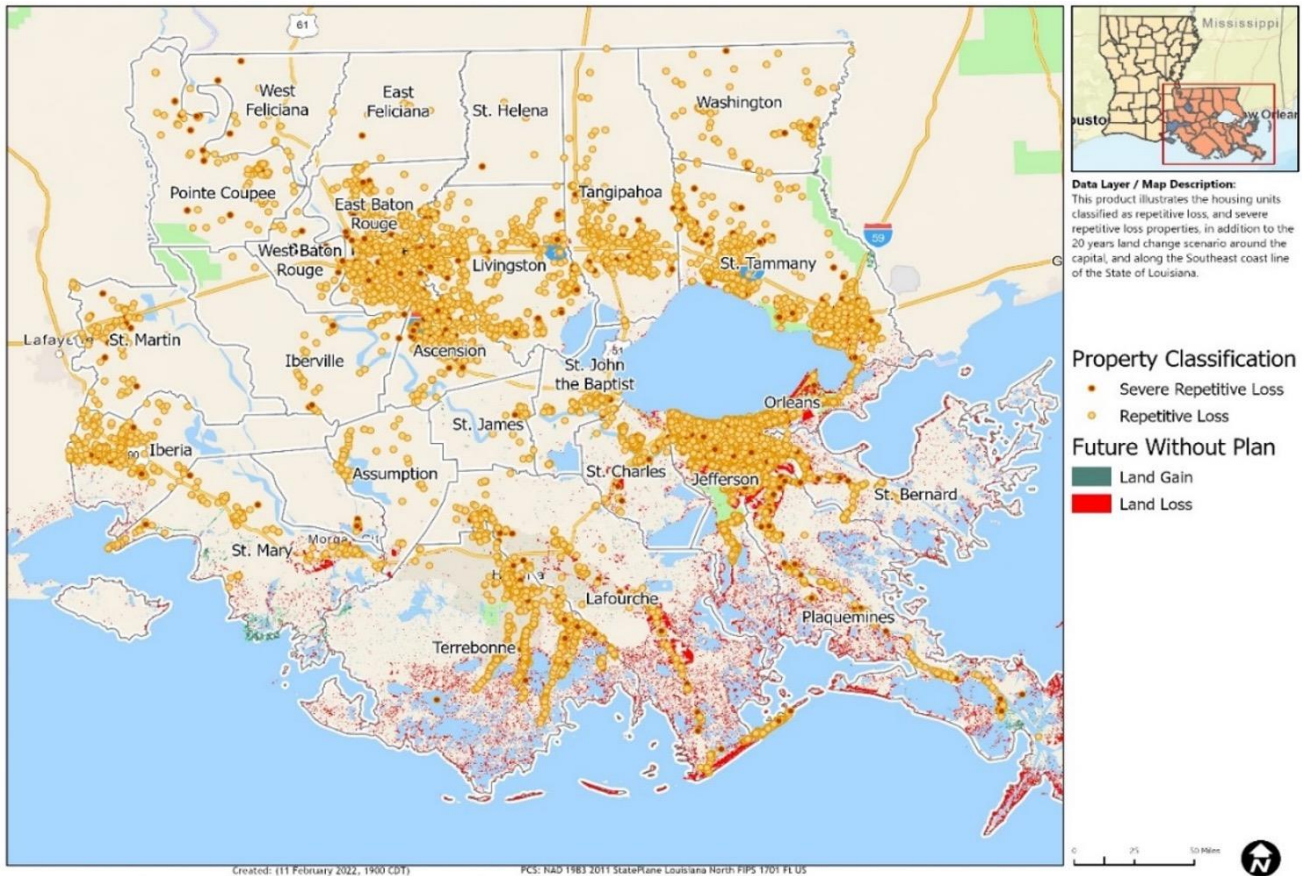 61
Mississippi
West
Feliciana
East
Feliciana
St. Helena
Washington
ousto
ew Orlean
Data Layer / Map Description:
This product illustrates the housing units
classified as repetitive loss, and severe
repetitive loss properties, in addition to the
20 years land change scenario around the
capital, and along the Southeast coast line
of the State of Louisiana.
Pointe Coupee
East Baton
Rouge
Tangipahoa
59
West Baton
Rouge
Livingston
St. Tammany
G
Lafaye
St. Martin
Iberville
Ascension
51
St. John
the Baptist
Orleans
Property Classification
Severe Repetitive Loss
Repetitive Loss
Future Without Plan
Land Gain
Land Loss
St. James
90
Iberia
Assumption
St. Charles
Jefferson
St. Bernard
St. Mary
Lafourche
Plaquemines
Terrebonne
0 25 50 Miles
N
Created: (11 February 2022, 1900 CDT)
PCS: NAD 1983 2011 StatePlane Louisiana North FIPS 1701 Ft US